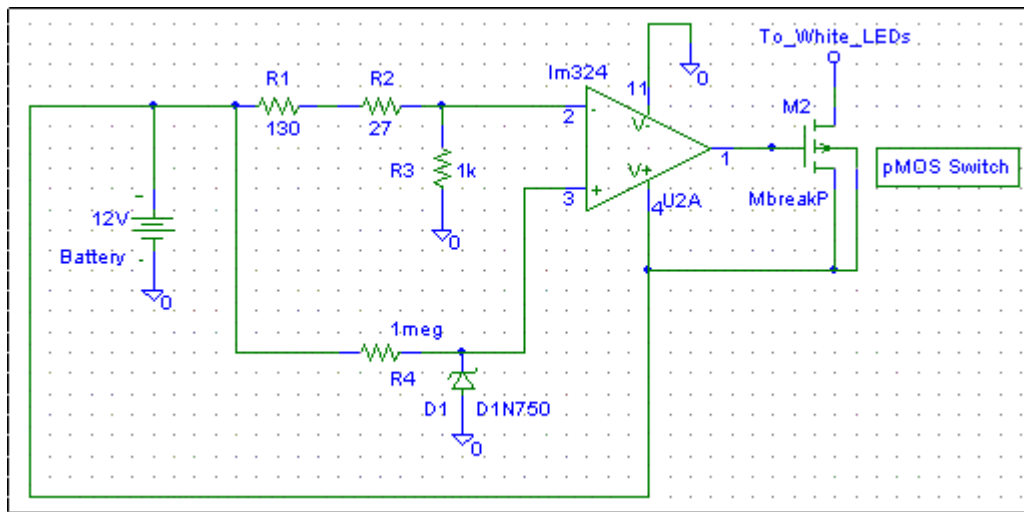 To_White_LEDs
lm324
11
0
R1
R2
M2
130
27
2
-
V-
1
pMOS Switch
R3
1k
V+
3
+
4
U2A
MbreakP
0
-
12V
Battery
-
0
1meg
R4
D1
D1N750
0